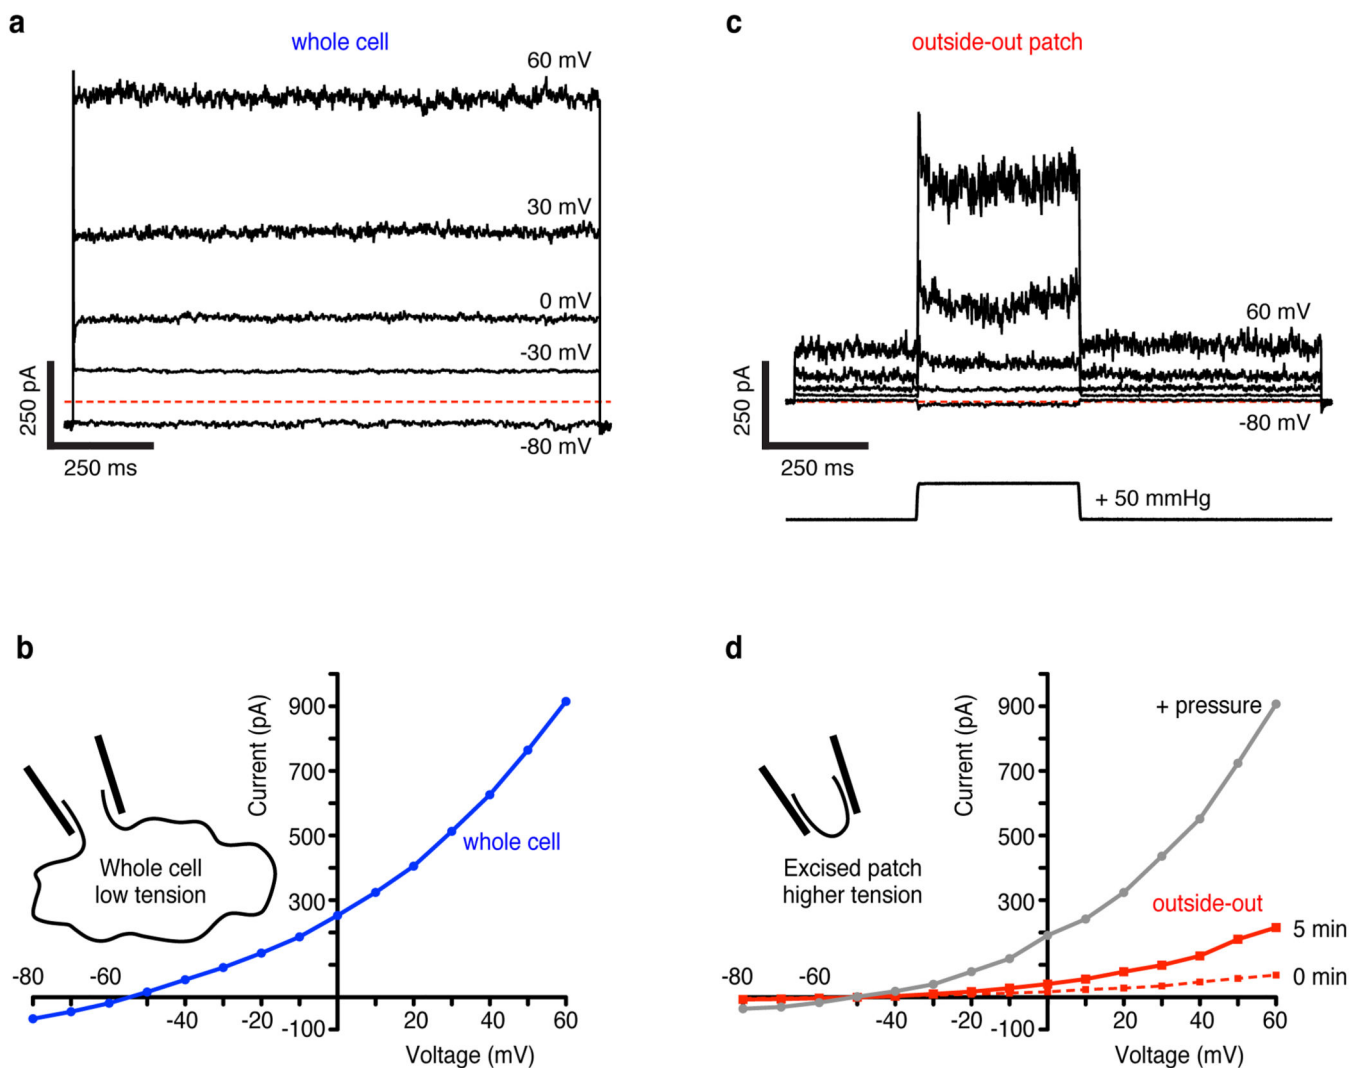 a
whole cell
60 mV
30 mV
0 mV
-30 mV
-80 mV
250 pA
250 ms
c
outside-out patch
60 mV
-80 mV
250 pA
250 ms
+ 50 mmHg
b
Current (pA)
900
700
500
300
-100
whole cell
Whole cell
low tension
-80
-60
-40
-20
20
40
60
Voltage (mV)
d
Current (pA)
900
700
500
300
-100
+ pressure
Excised patch
higher tension
outside-out
5 min
0 min
-80
-60
-40
-20
20
40
60
Voltage (mV)